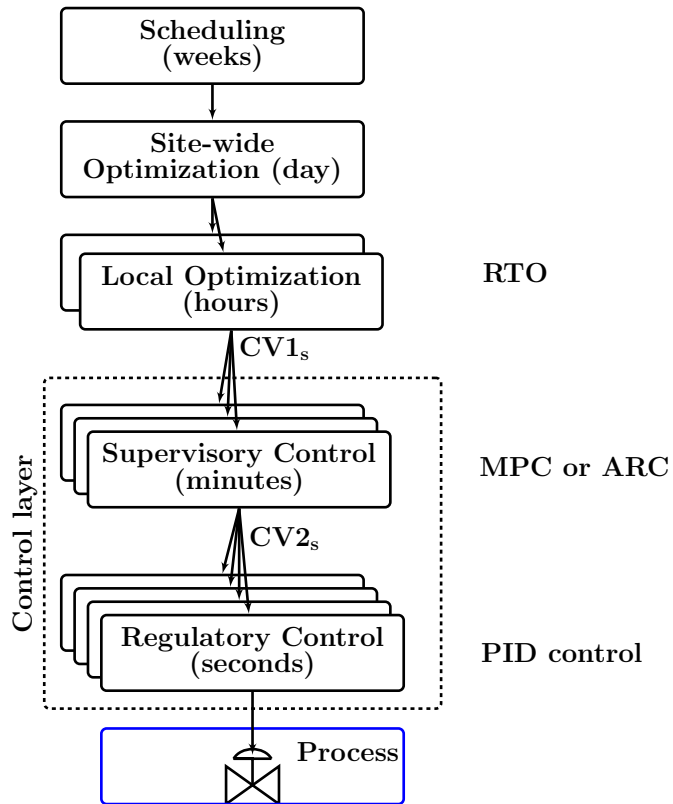 Scheduling
(weeks)
Site-wide
Optimization (day)
Local Optimization
(hours)
RTO
CV1s
Control layer
Supervisory Control
(minutes)
MPC or ARC
CV2s
Regulatory Control
(seconds)
PID control
Process